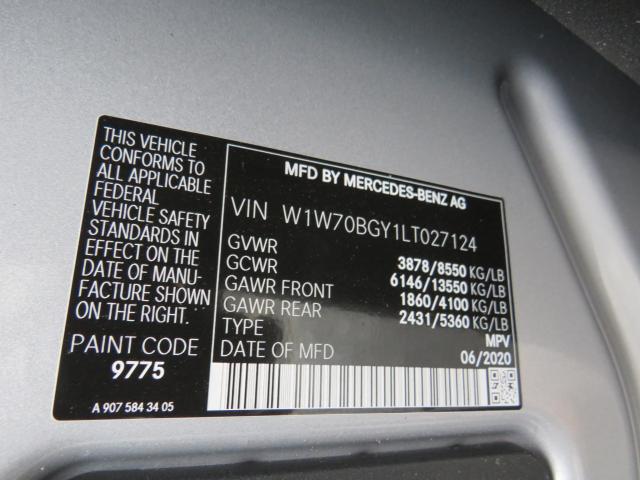 THIS VEHICLE
CONFORMS TO
ALL APPLICABLE
FEDERAL
VEHICLE SAFETY
STANDARDS IN
EFFECT ON THE
DATE OF MANU-
FACTURE SHOWN
ON THE RIGHT.
PAINT CODE
9775
A 907 584 34 05
MFD BY MERCEDES-BENZ AG
VIN W1W70BGY1LT027124
GVWR 3878/8550 KG/LB
GCWR 6146/13550 KG/LB
GAWR FRONT 1860/4100 KG/LB
GAWR REAR 2431/5360 KG/LB
TYPE MPV
DATE OF MFD 06/2020